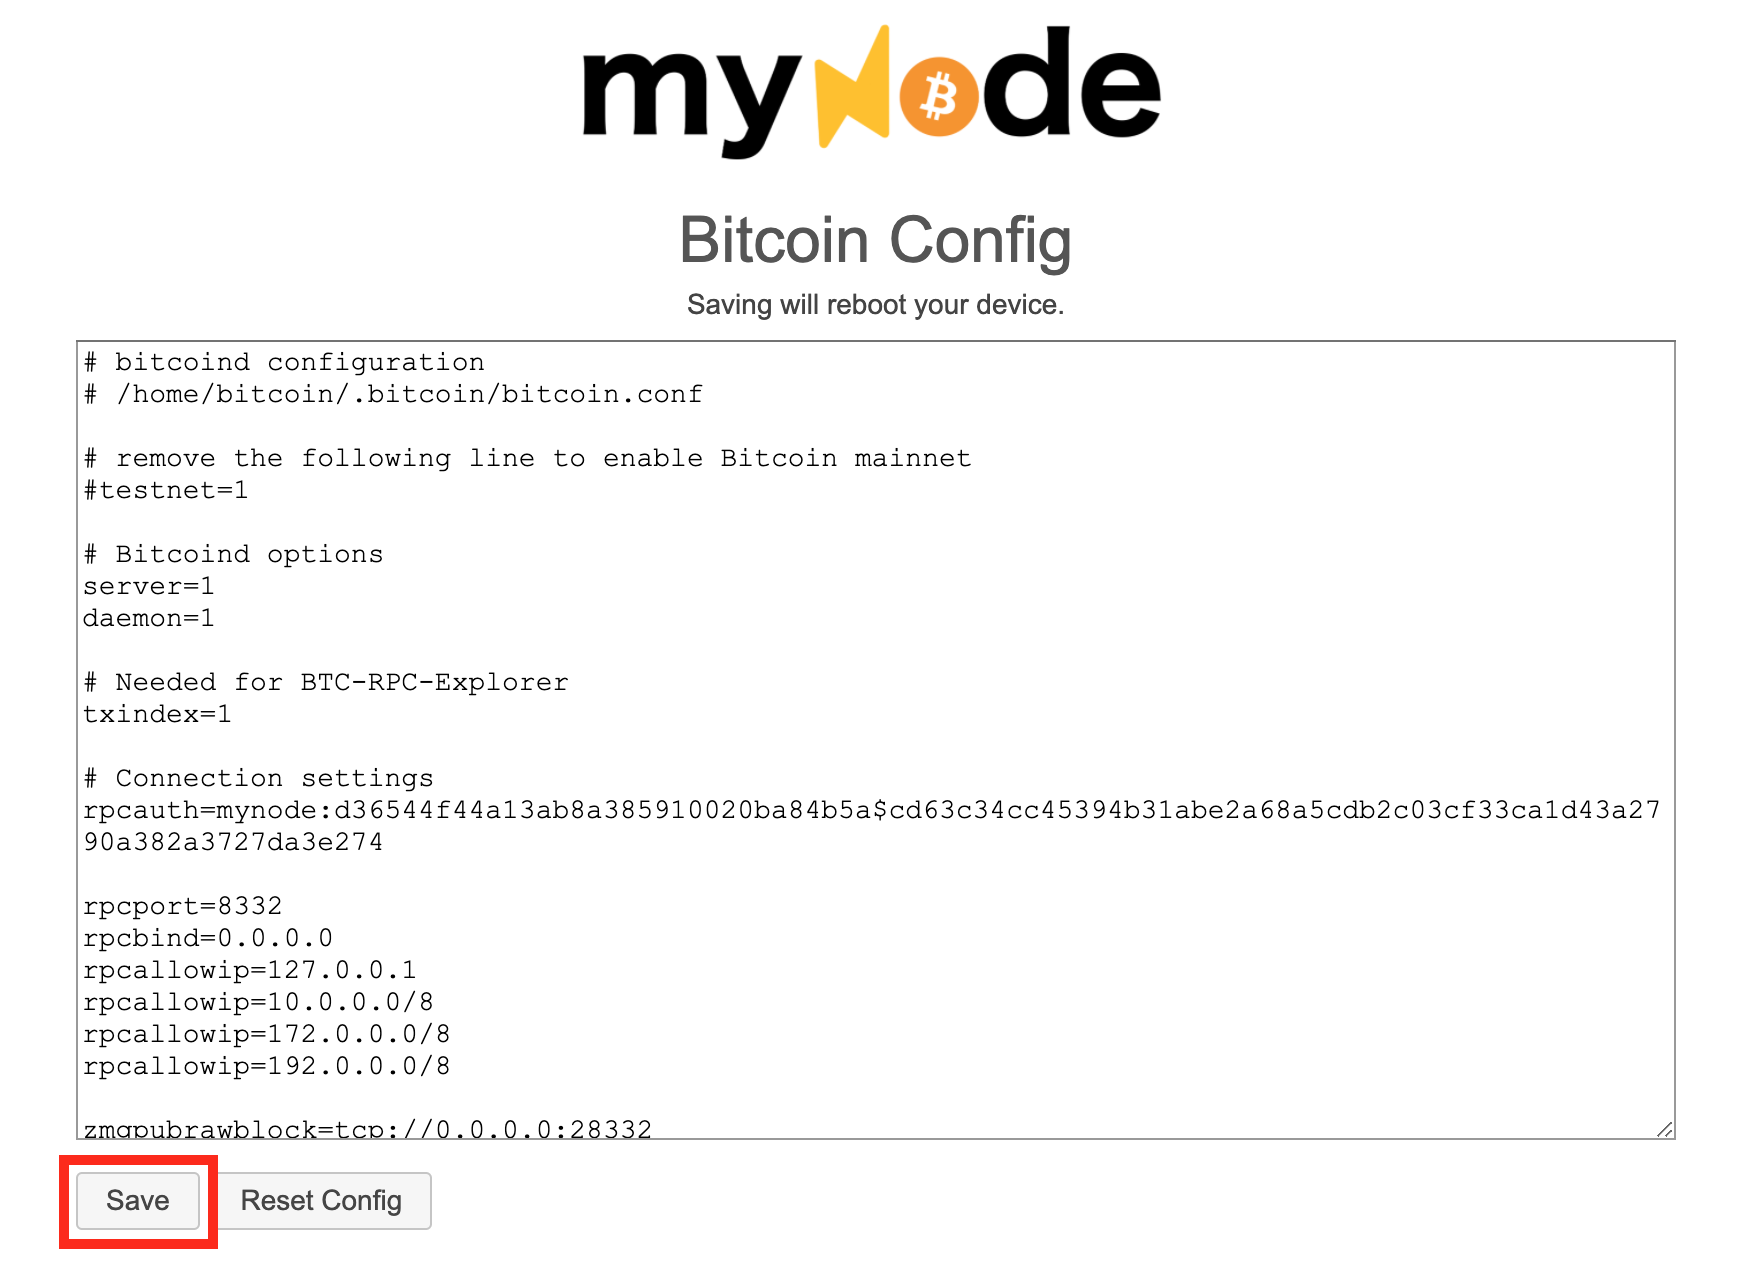 myNode
Bitcoin Config
Saving will reboot your device.
# bitcoind configuration
# /home/bitcoin/.bitcoin/bitcoin.conf
# remove the following line to enable Bitcoin mainnet
#testnet=1
# Bitcoind options
server=1
daemon=1
# Needed for BTC-RPC-Explorer
txindex=1
# Connection settings
rpcauth=mynode:d36544f44a13ab8a385910020ba84b5a$cd63c34cc45394b31abe2a68a5cdb2c03cf33ca1d43a27
90a382a3727da3e274
rpcport=8332
rpcbind=0.0.0.0
rpcallowip=127.0.0.1
rpcallowip=10.0.0.0/8
rpcallowip=172.0.0.0/8
rpcallowip=192.0.0.0/8
zmqpubrawblock=tcp://0.0.0.0:28332
Save
Reset Config